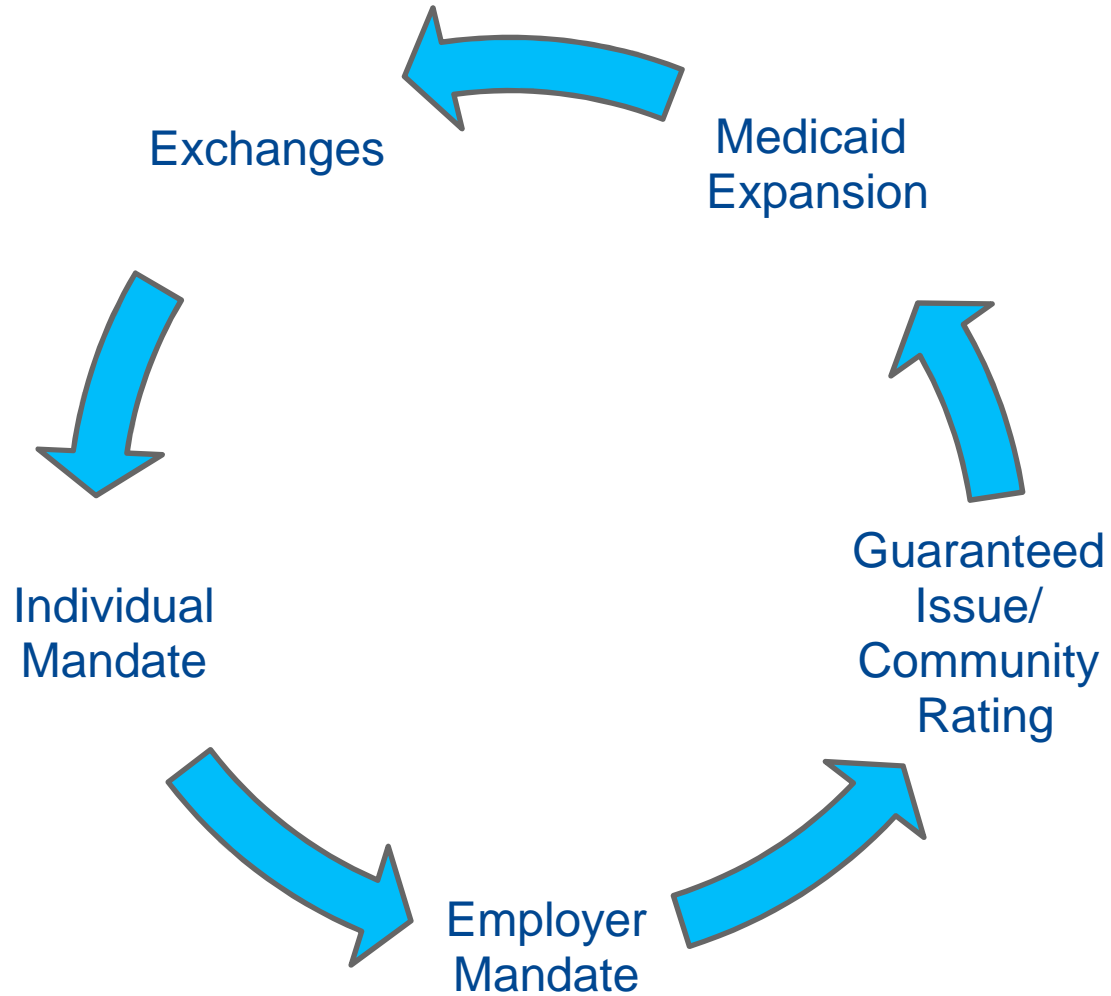 Exchanges
Medicaid
Expansion
Individual
Mandate
Guaranteed
Issue/
Community
Rating
Employer
Mandate